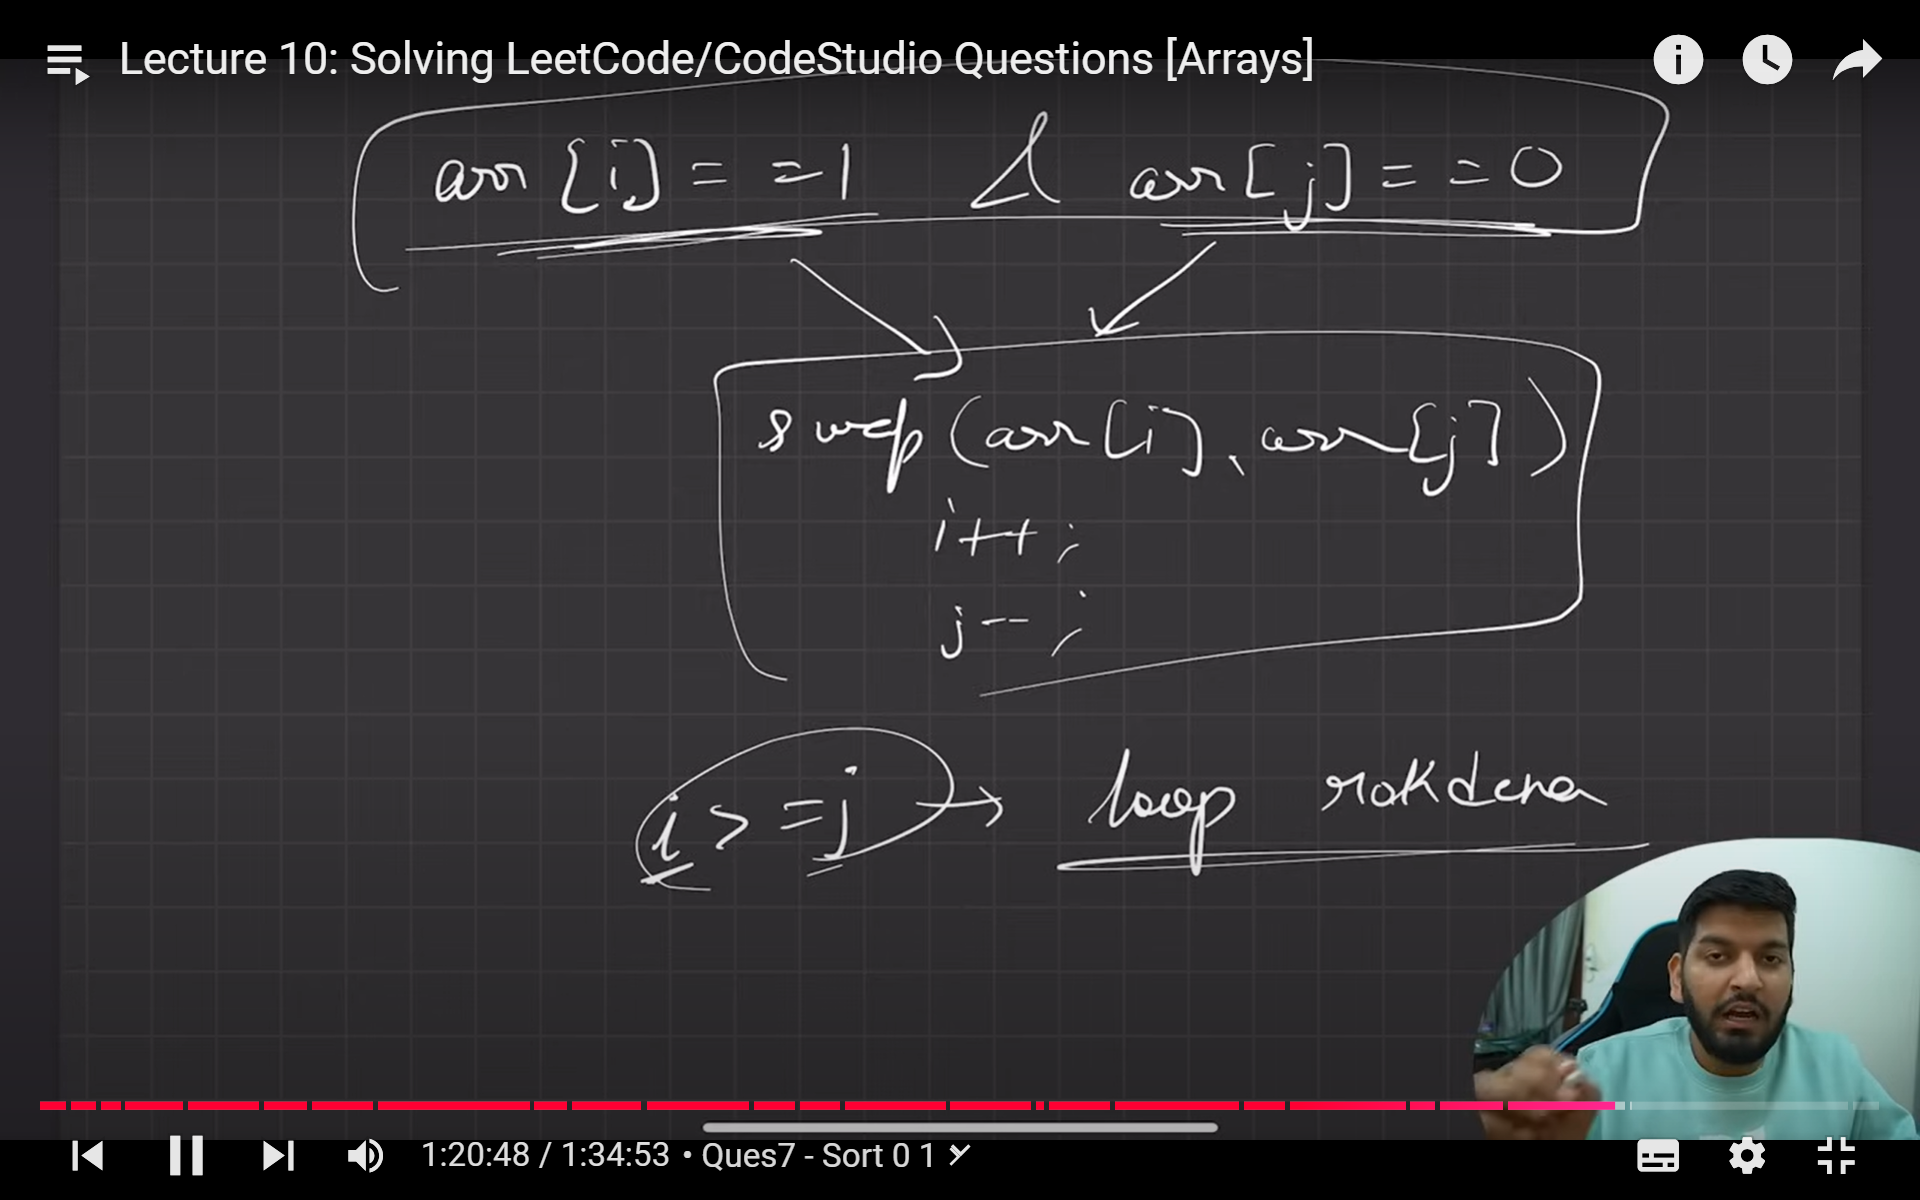 Lecture 10: Solving LeetCode/CodeStudio Questions [Arrays]
arr [i] = =1 & arr[j] = =0
swap (arr[i], arr[j])
i++ ;
j-- ;
i > =j → loop rokdena
1:20:48 / 1:34:53 • Ques7 - Sort 0 1